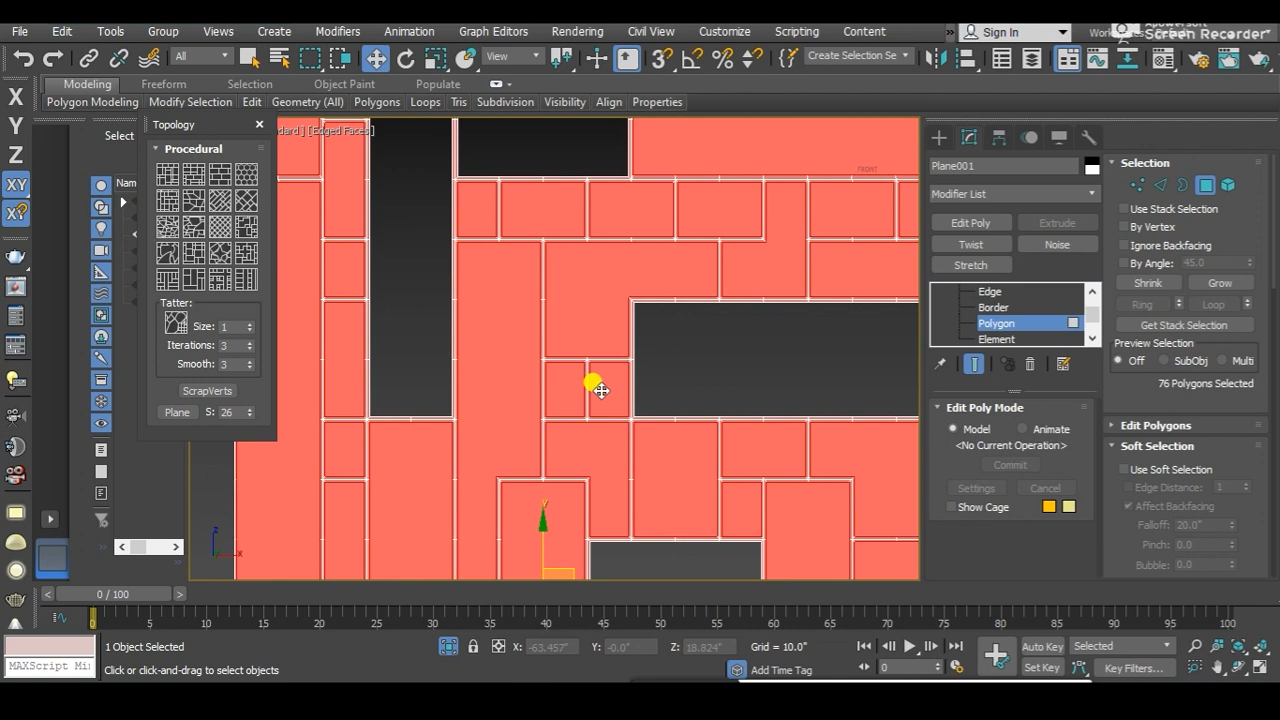 File Edit Tools Group Views Create Modifiers Animation Graph Editors Rendering Civil View Customize Scripting Content Sign In
Apowersoft
Screen Recorder
All View Create Selection Se
Modeling Freeform Selection Object Paint Populate
Polygon Modeling Modify Selection Edit Geometry (All) Polygons Loops Tris Subdivision Visibility Align Properties
X
Y
Z
XY
X?
Select
Nam
Topology
Procedural
Tatter:
Size: 1
Iterations: 3
Smooth: 3
ScrapVerts
Plane S: 26
dard ] [Edged Faces ]
FRONT
y
z
x
Plane001
Modifier List
Edit Poly Extrude
Twist Noise
Stretch
Edge
Border
Polygon
Element
Edit Poly Mode
Model Animate
<No Current Operation>
Commit
Settings Cancel
Show Cage
Selection
Use Stack Selection
By Vertex
Ignore Backfacing
By Angle: 45.0
Shrink Grow
Ring Loop
Get Stack Selection
Preview Selection
Off SubObj Multi
76 Polygons Selected
Edit Polygons
Soft Selection
Use Soft Selection
Edge Distance: 1
Affect Backfacing
Falloff: 20.0"
Pinch: 0.0
Bubble: 0.0
0 / 100
0 5 10 15 20 25 30 35 40 45 50 55 60 65 70 75 80 85 90 95 100
1 Object Selected
X: -63.457" Y: -0.0" Z: 18.824" Grid = 10.0"
Auto Key Selected
MAXScript Mi
Click or click-and-drag to select objects
Add Time Tag
0
Set Key Key Filters...